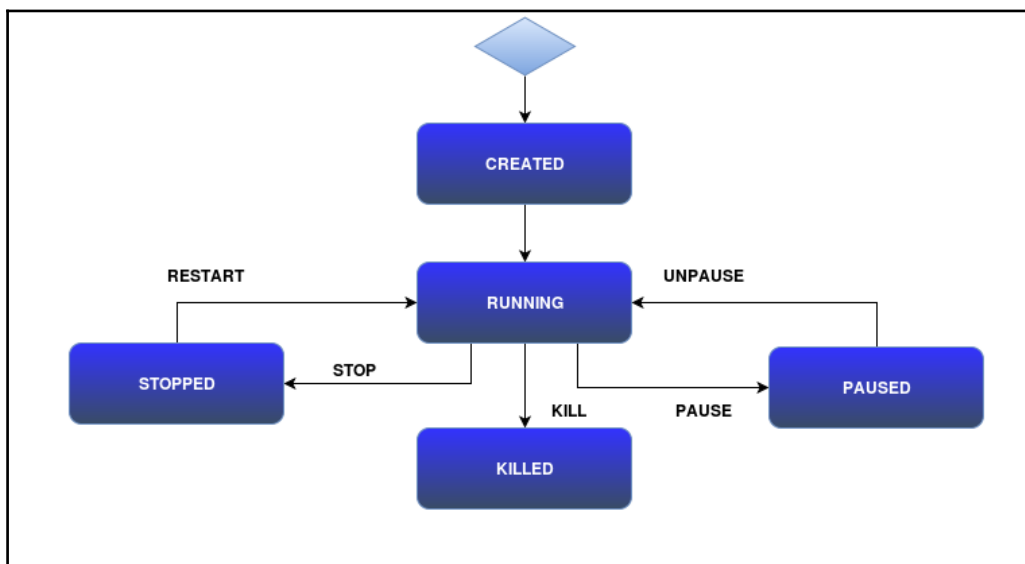 CREATED
RESTART
UNPAUSE
RUNNING
STOPPED
STOP
PAUSED
KILL
PAUSE
KILLED